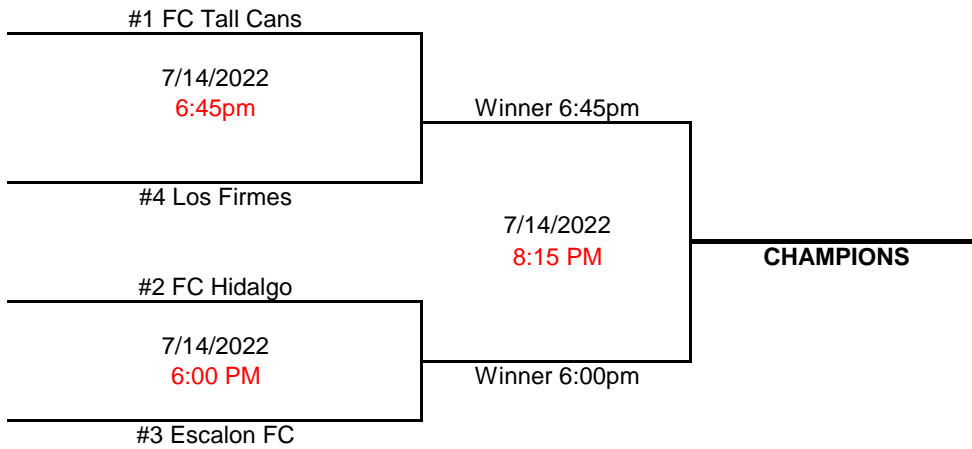 #1 FC Tall Cans
7/14/2022
6:45pm
Winner 6:45pm
#4 Los Firmes
7/14/2022
8:15 PM
CHAMPIONS
#2 FC Hidalgo
7/14/2022
6:00 PM
Winner 6:00pm
#3 Escalon FC